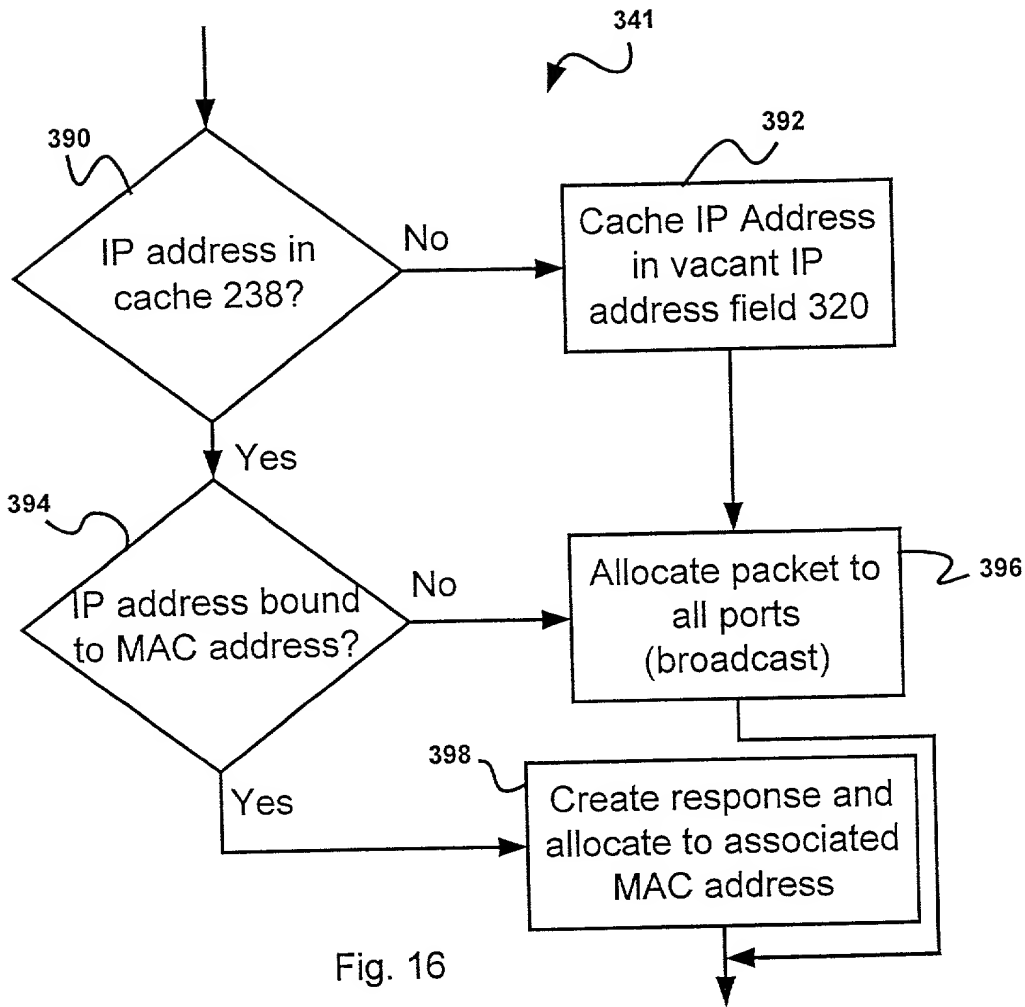 341
390
392
IP address in
cache 238?
No
Cache IP Address
in vacant IP
address field 320
Yes
394
IP address bound
to MAC address?
No
Allocate packet to
all ports
(broadcast)
396
398
Yes
Create response and
allocate to associated
MAC address
Fig. 16